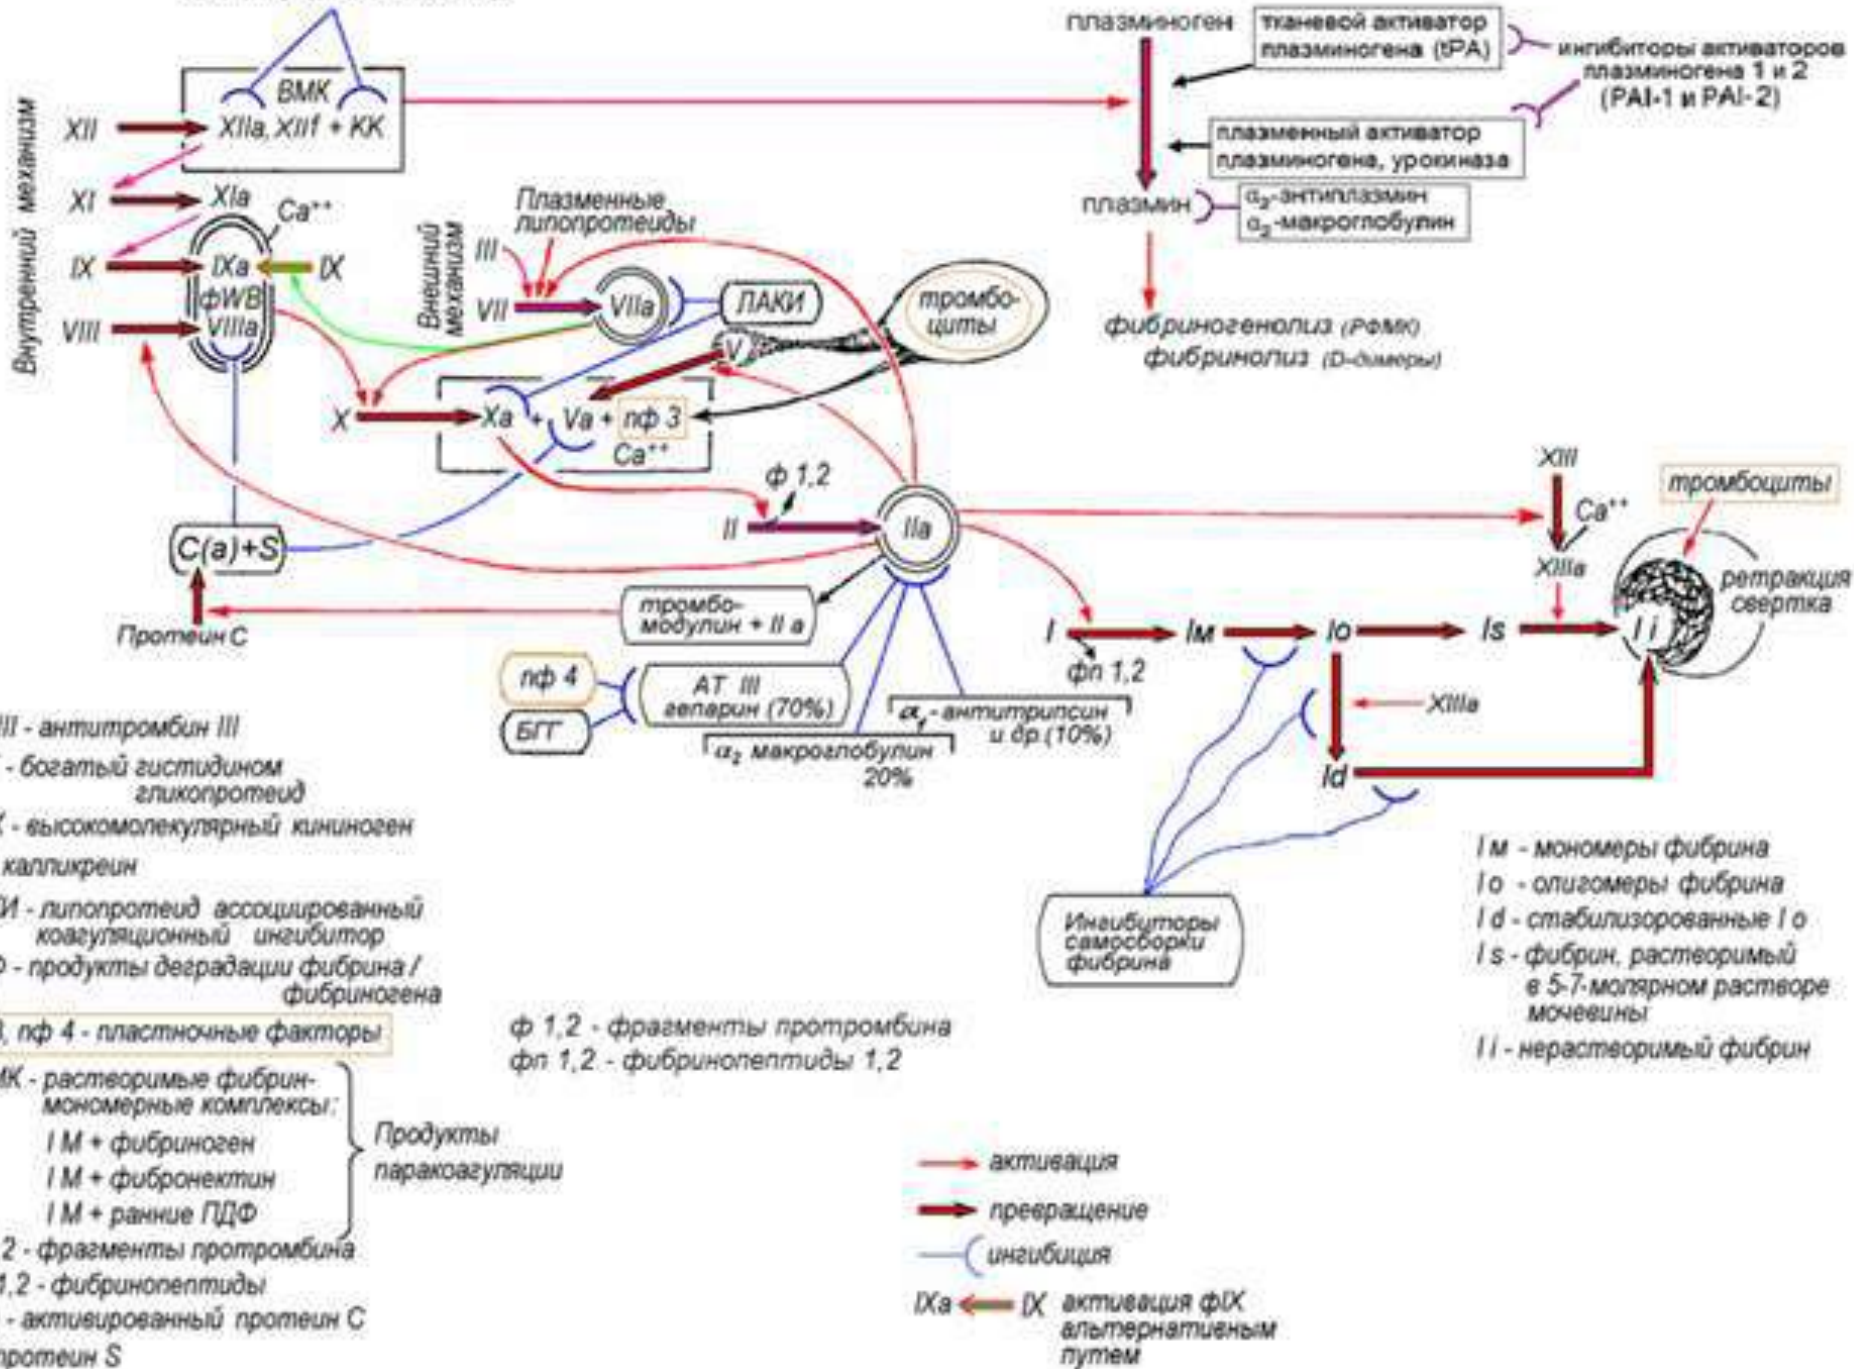 плазминоген
тканевой активатор
плазминогена (tPA)
ингибиторы активаторов
плазминогена 1 и 2
(PAI-1 и PAI-2)
плазменный активатор
плазминогена, урокиназа
плазмин
α₂-антиплазмин
α₂-макроглобулин
фибриногенолиз (РФМК)
фибринолиз (D-димеры)
Внутренний механизм
ВМК
XII
XIIa, XIIf + КК
XI
XIa
Ca⁺⁺
IX
IXa
IX
фWB
VIII
VIIIa
Внешний
механизм
Плазменные
липопротеиды
III
VII
VIIa
ЛАКИ
тромбо-
циты
V
X
Xa + Va + пф 3
Ca⁺⁺
ф 1,2
II
IIa
C(a)+S
Протеин С
тромбо-
модулин + II а
пф 4
БГГ
АТ III
гепарин (70%)
α₂ макроглобулин
20%
α₁-антитрипсин
и др.(10%)
XIII
Ca⁺⁺
XIIIa
тромбоциты
ретракция
свертка
I
Iм
Io
Is
I i
фп 1,2
XIIIa
Id
Ингибиторы
самосборки
фибрина
III - антитромбин III
- богатый гистидином
гликопротеид
- высокомолекулярный кининоген
калликреин
И - липопротеид ассоциированный
коагуляционный ингибитор
- продукты деградации фибрина /
фибриногена
, пф 4 - пластночные факторы
МК - растворимые фибрин-
мономерные комплексы:
I М + фибриноген
I М + фибронектин
I М + ранние ПДФ
Продукты
паракоагуляции
2 - фрагменты протромбина
1,2 - фибринопептиды
- активированный протеин С
протеин S
ф 1,2 - фрагменты протромбина
фп 1,2 - фибринопептиды 1,2
I м - мономеры фибрина
I о - олигомеры фибрина
I d - стабилизорованные I о
I s - фибрин, растворимый
в 5-7-молярном растворе
мочевины
I i - нерастворимый фибрин
активация
превращение
ингибиция
IXa IX активация фIX
альтернативным
путем